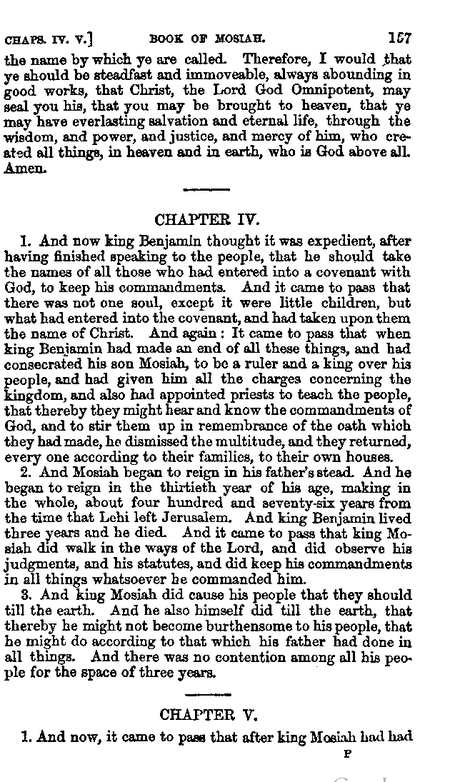 CHAPS. IV. V.] BOOK OF MOSIAH. 157
the name by which ye are called. Therefore, I would that
ye should be steadfast and immoveable, always abounding in
good works, that Christ, the Lord God Omnipotent, may
seal you his, that you may be brought to heaven, that ye
may have everlasting salvation and eternal life, through the
wisdom, and power, and justice, and mercy of him, who cre-
ated all things, in heaven and in earth, who is God above all.
Amen.
CHAPTER IV.
1. And now king Benjamin thought it was expedient, after
having finished speaking to the people, that he should take
the names of all those who had entered into a covenant with
God, to keep his commandments. And it came to pass that
there was not one soul, except it were little children, but
what had entered into the covenant, and had taken upon them
the name of Christ. And again: It came to pass that when
king Benjamin had made an end of all these things, and had
consecrated his son Mosiah, to be a ruler and a king over his
people, and had given him all the charges concerning the
kingdom, and also had appointed priests to teach the people,
that thereby they might hear and know the commandments of
God, and to stir them up in remembrance of the oath which
they had made, he dismissed the multitude, and they returned,
every one according to their families, to their own houses.
2. And Mosiah began to reign in his father's stead. And he
began to reign in the thirtieth year of his age, making in
the whole, about four hundred and seventy-six years from
the time that Lehi left Jerusalem. And king Benjamin lived
three years and he died. And it came to pass that king Mo-
siah did walk in the ways of the Lord, and did observe his
judgments, and his statutes, and did keep his commandments
in all things whatsoever he commanded him.
3. And king Mosiah did cause his people that they should
till the earth. And he also himself did till the earth, that
thereby he might not become burthensome to his people, that
he might do according to that which his father had done in
all things. And there was no contention among all his peo-
ple for the space of three years.
CHAPTER V.
1. And now, it came to pass that after king Mosiah had had
P